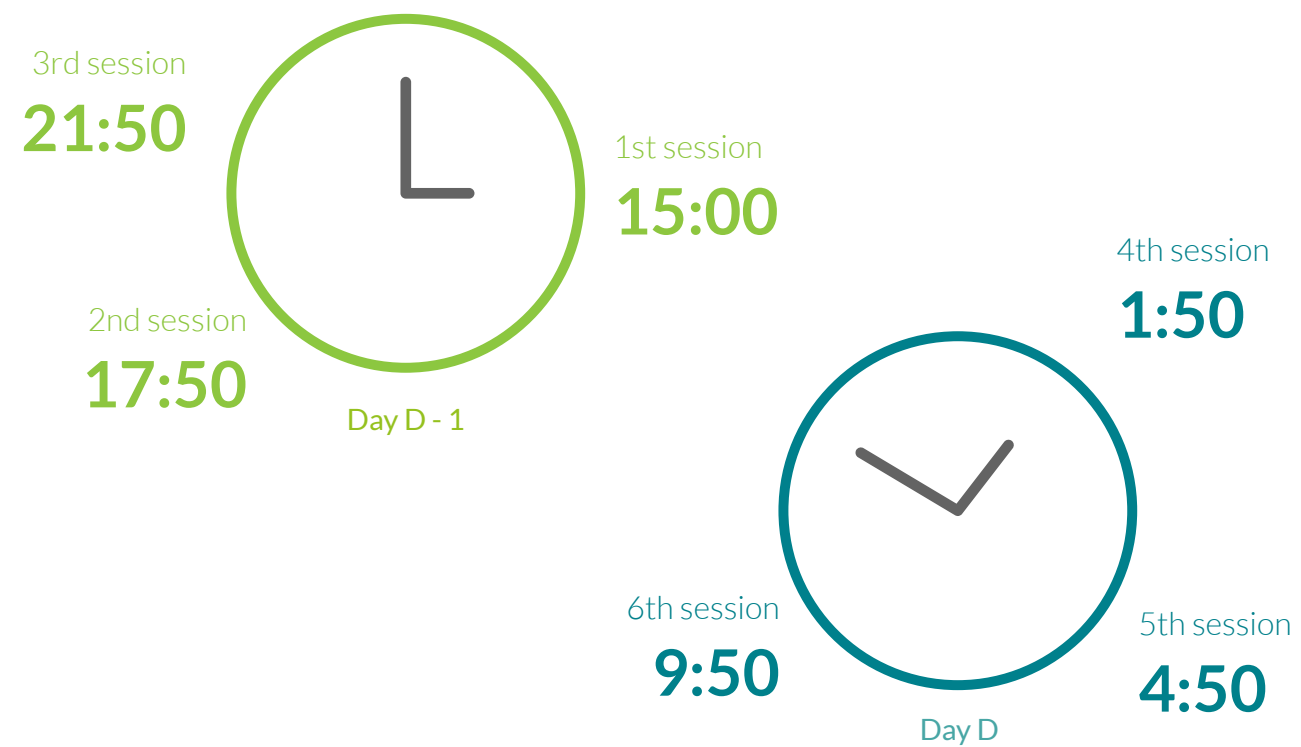 3rd session
21:50
1st session
15:00
2nd session
17:50
Day D - 1
4th session
1:50
6th session
9:50
5th session
4:50
Day D